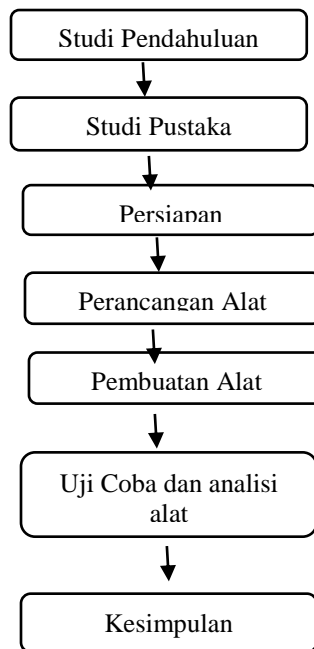 Studi Pendahuluan
Studi Pustaka
Persiapan
Perancangan Alat
Pembuatan Alat
Uji Coba dan analisi
alat
Kesimpulan